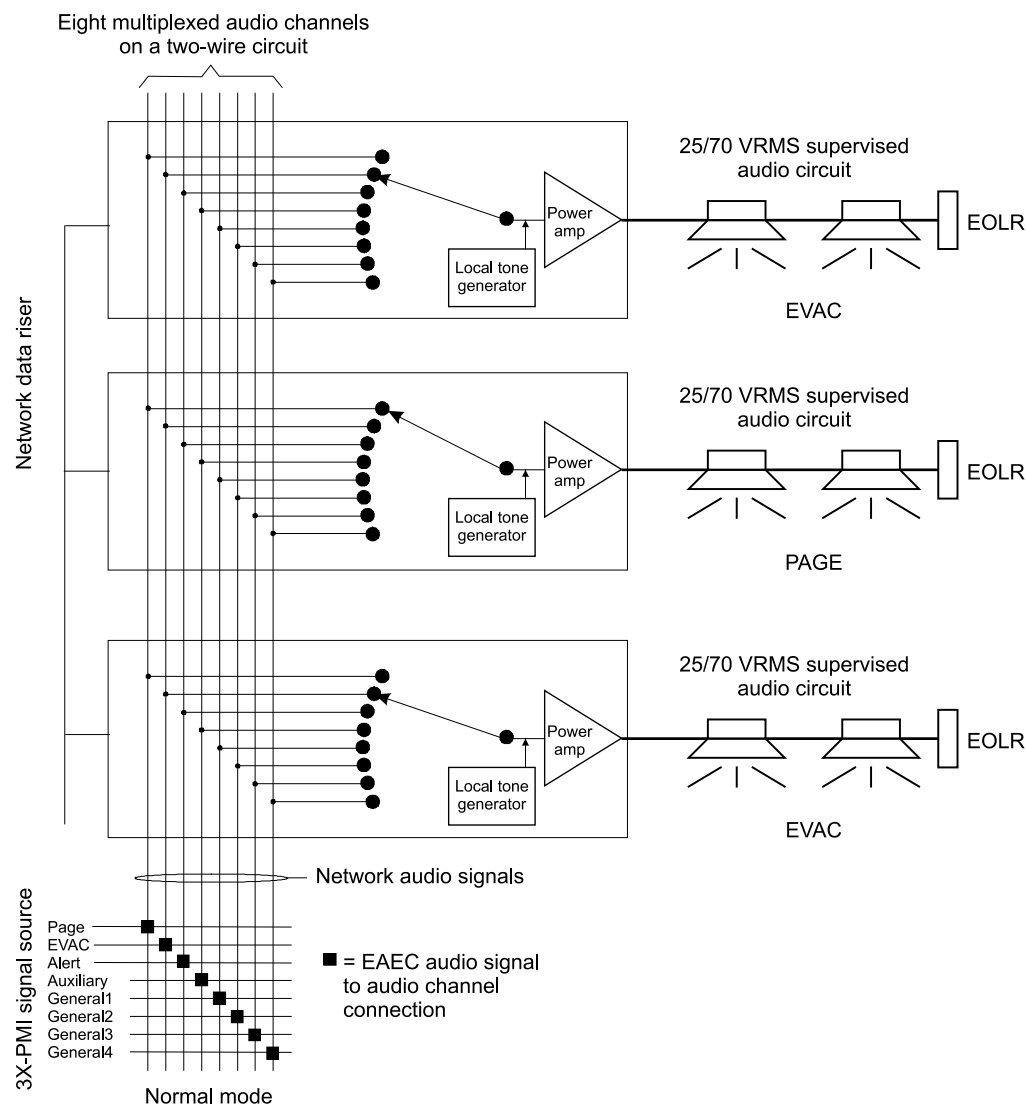 Eight multiplexed audio channels
on a two-wire circuit
25/70 VRMS supervised
audio circuit
Power
amp
Local tone
generator
EOLR
EVAC
Network data riser
25/70 VRMS supervised
audio circuit
Power
amp
Local tone
generator
EOLR
PAGE
25/70 VRMS supervised
audio circuit
Power
amp
Local tone
generator
EOLR
EVAC
Network audio signals
3X-PMI signal source
Page
EVAC
Alert
Auxiliary
General1
General2
General3
General4
= EAEC audio signal
to audio channel
connection
Normal mode